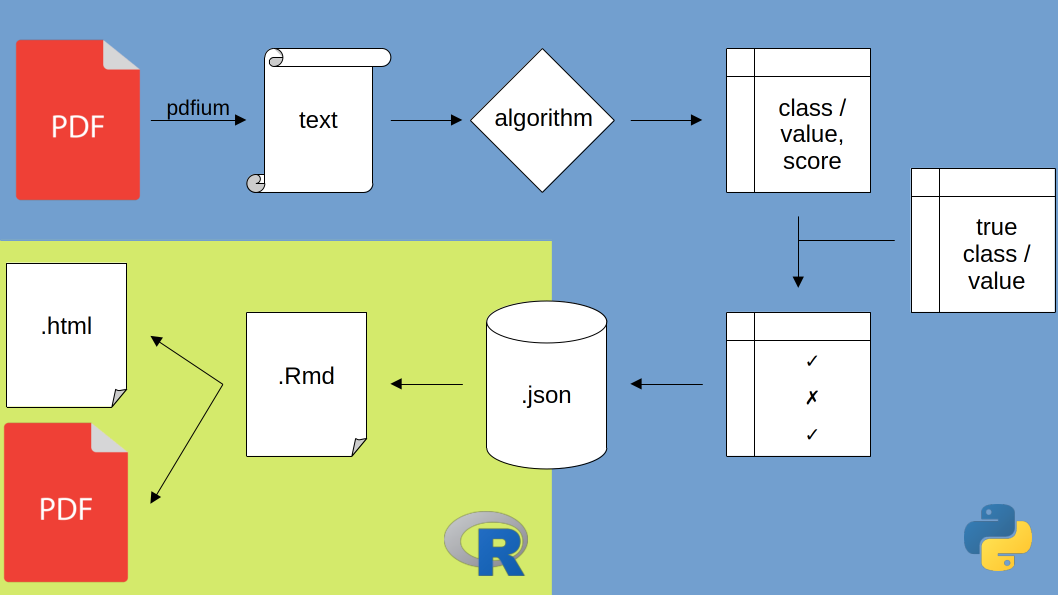 PDF
pdfium
text
algorithm
class /
value,
score
true
class /
value
✓
✗
✓
.json
.Rmd
.html
PDF
R